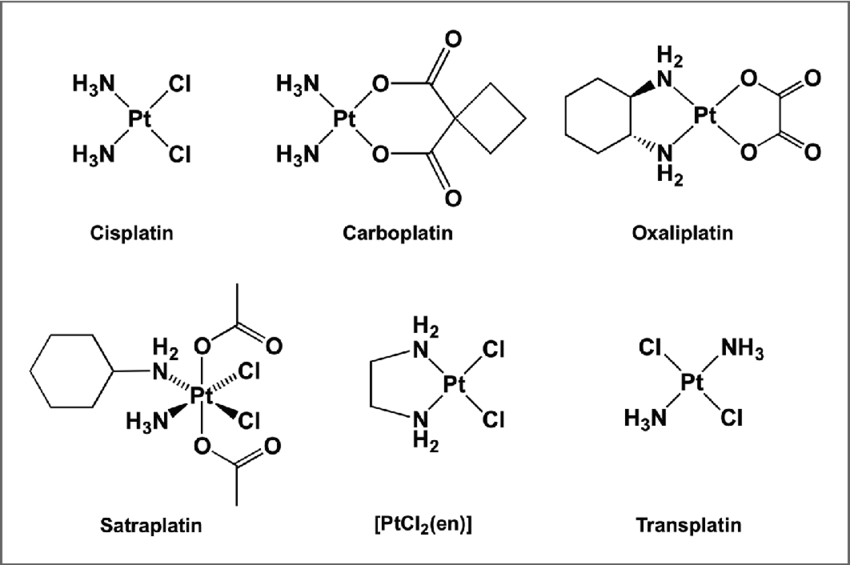 H₃N Cl
Pt
H₃N Cl
Cisplatin
O
H₃N O
Pt
H₃N O
O
Carboplatin
H₂
N O O
Pt
N O O
H₂
Oxaliplatin
O O
H₂
N Cl
Pt
H₃N Cl
O O
Satraplatin
H₂
N Cl
Pt
N Cl
H₂
[PtCl₂(en)]
Cl NH₃
Pt
H₃N Cl
Transplatin